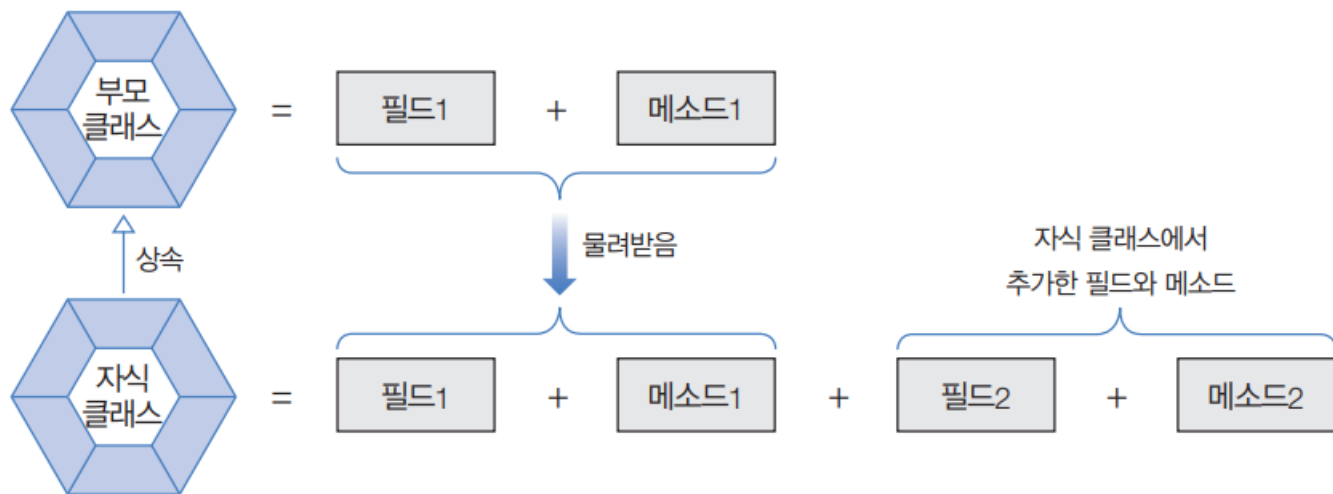 부모
클래스
= 필드1 + 메소드1
상속
물려받음
자식 클래스에서
추가한 필드와 메소드
자식
클래스
= 필드1 + 메소드1 + 필드2 + 메소드2